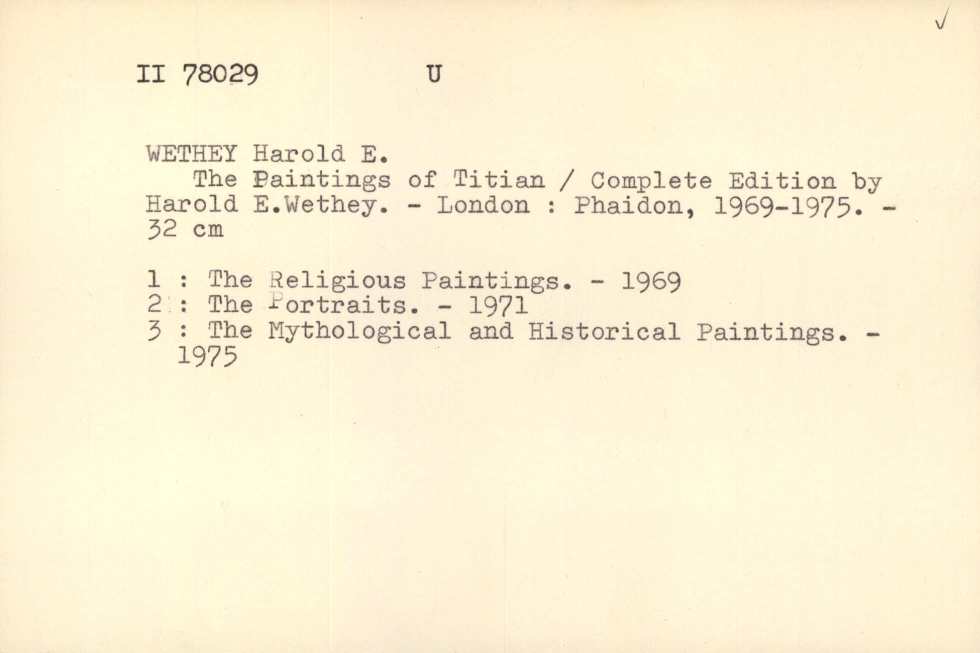 II 78029 U
WETHEY Harold E.
The Paintings of Titian / Complete Edition by
Harold E.Wethey. - London : Phaidon, 1969-1975. -
32 cm
1 : The Religious Paintings. - 1969
2 : The Portraits. - 1971
3 : The Mythological and Historical Paintings. -
1975